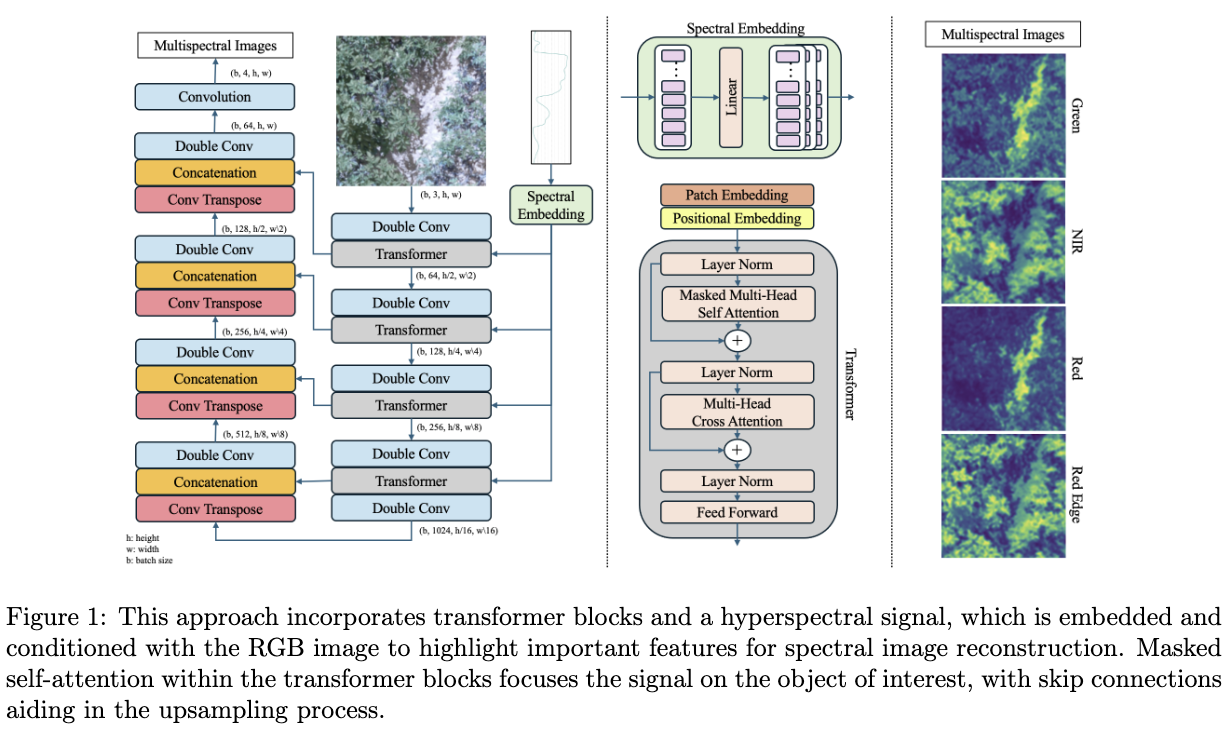 Multispectral Images
(b, 4, h, w)
Convolution
(b, 64, h, w)
Double Conv
Concatenation
Conv Transpose
(b, 128, h/2, w\2)
Double Conv
Concatenation
Conv Transpose
(b, 256, h/4, w\4)
Double Conv
Concatenation
Conv Transpose
(b, 512, h/8, w\8)
Double Conv
Concatenation
Conv Transpose
h: height
w: width
b: batch size
(b, 3, h, w)
Double Conv
Transformer
(b, 64, h/2, w\2)
Double Conv
Transformer
(b, 128, h/4, w\4)
Double Conv
Transformer
(b, 256, h/8, w\8)
Double Conv
Transformer
Double Conv
(b, 1024, h/16, w\16)
Spectral
Embedding
Spectral Embedding
Linear
Patch Embedding
Positional Embedding
Layer Norm
Masked Multi-Head
Self Attention
+
Layer Norm
Multi-Head
Cross Attention
+
Layer Norm
Feed Forward
Transformer
Multispectral Images
Green
NIR
Red
Red Edge
Figure 1: This approach incorporates transformer blocks and a hyperspectral signal, which is embedded and
conditioned with the RGB image to highlight important features for spectral image reconstruction. Masked
self-attention within the transformer blocks focuses the signal on the object of interest, with skip connections
aiding in the upsampling process.